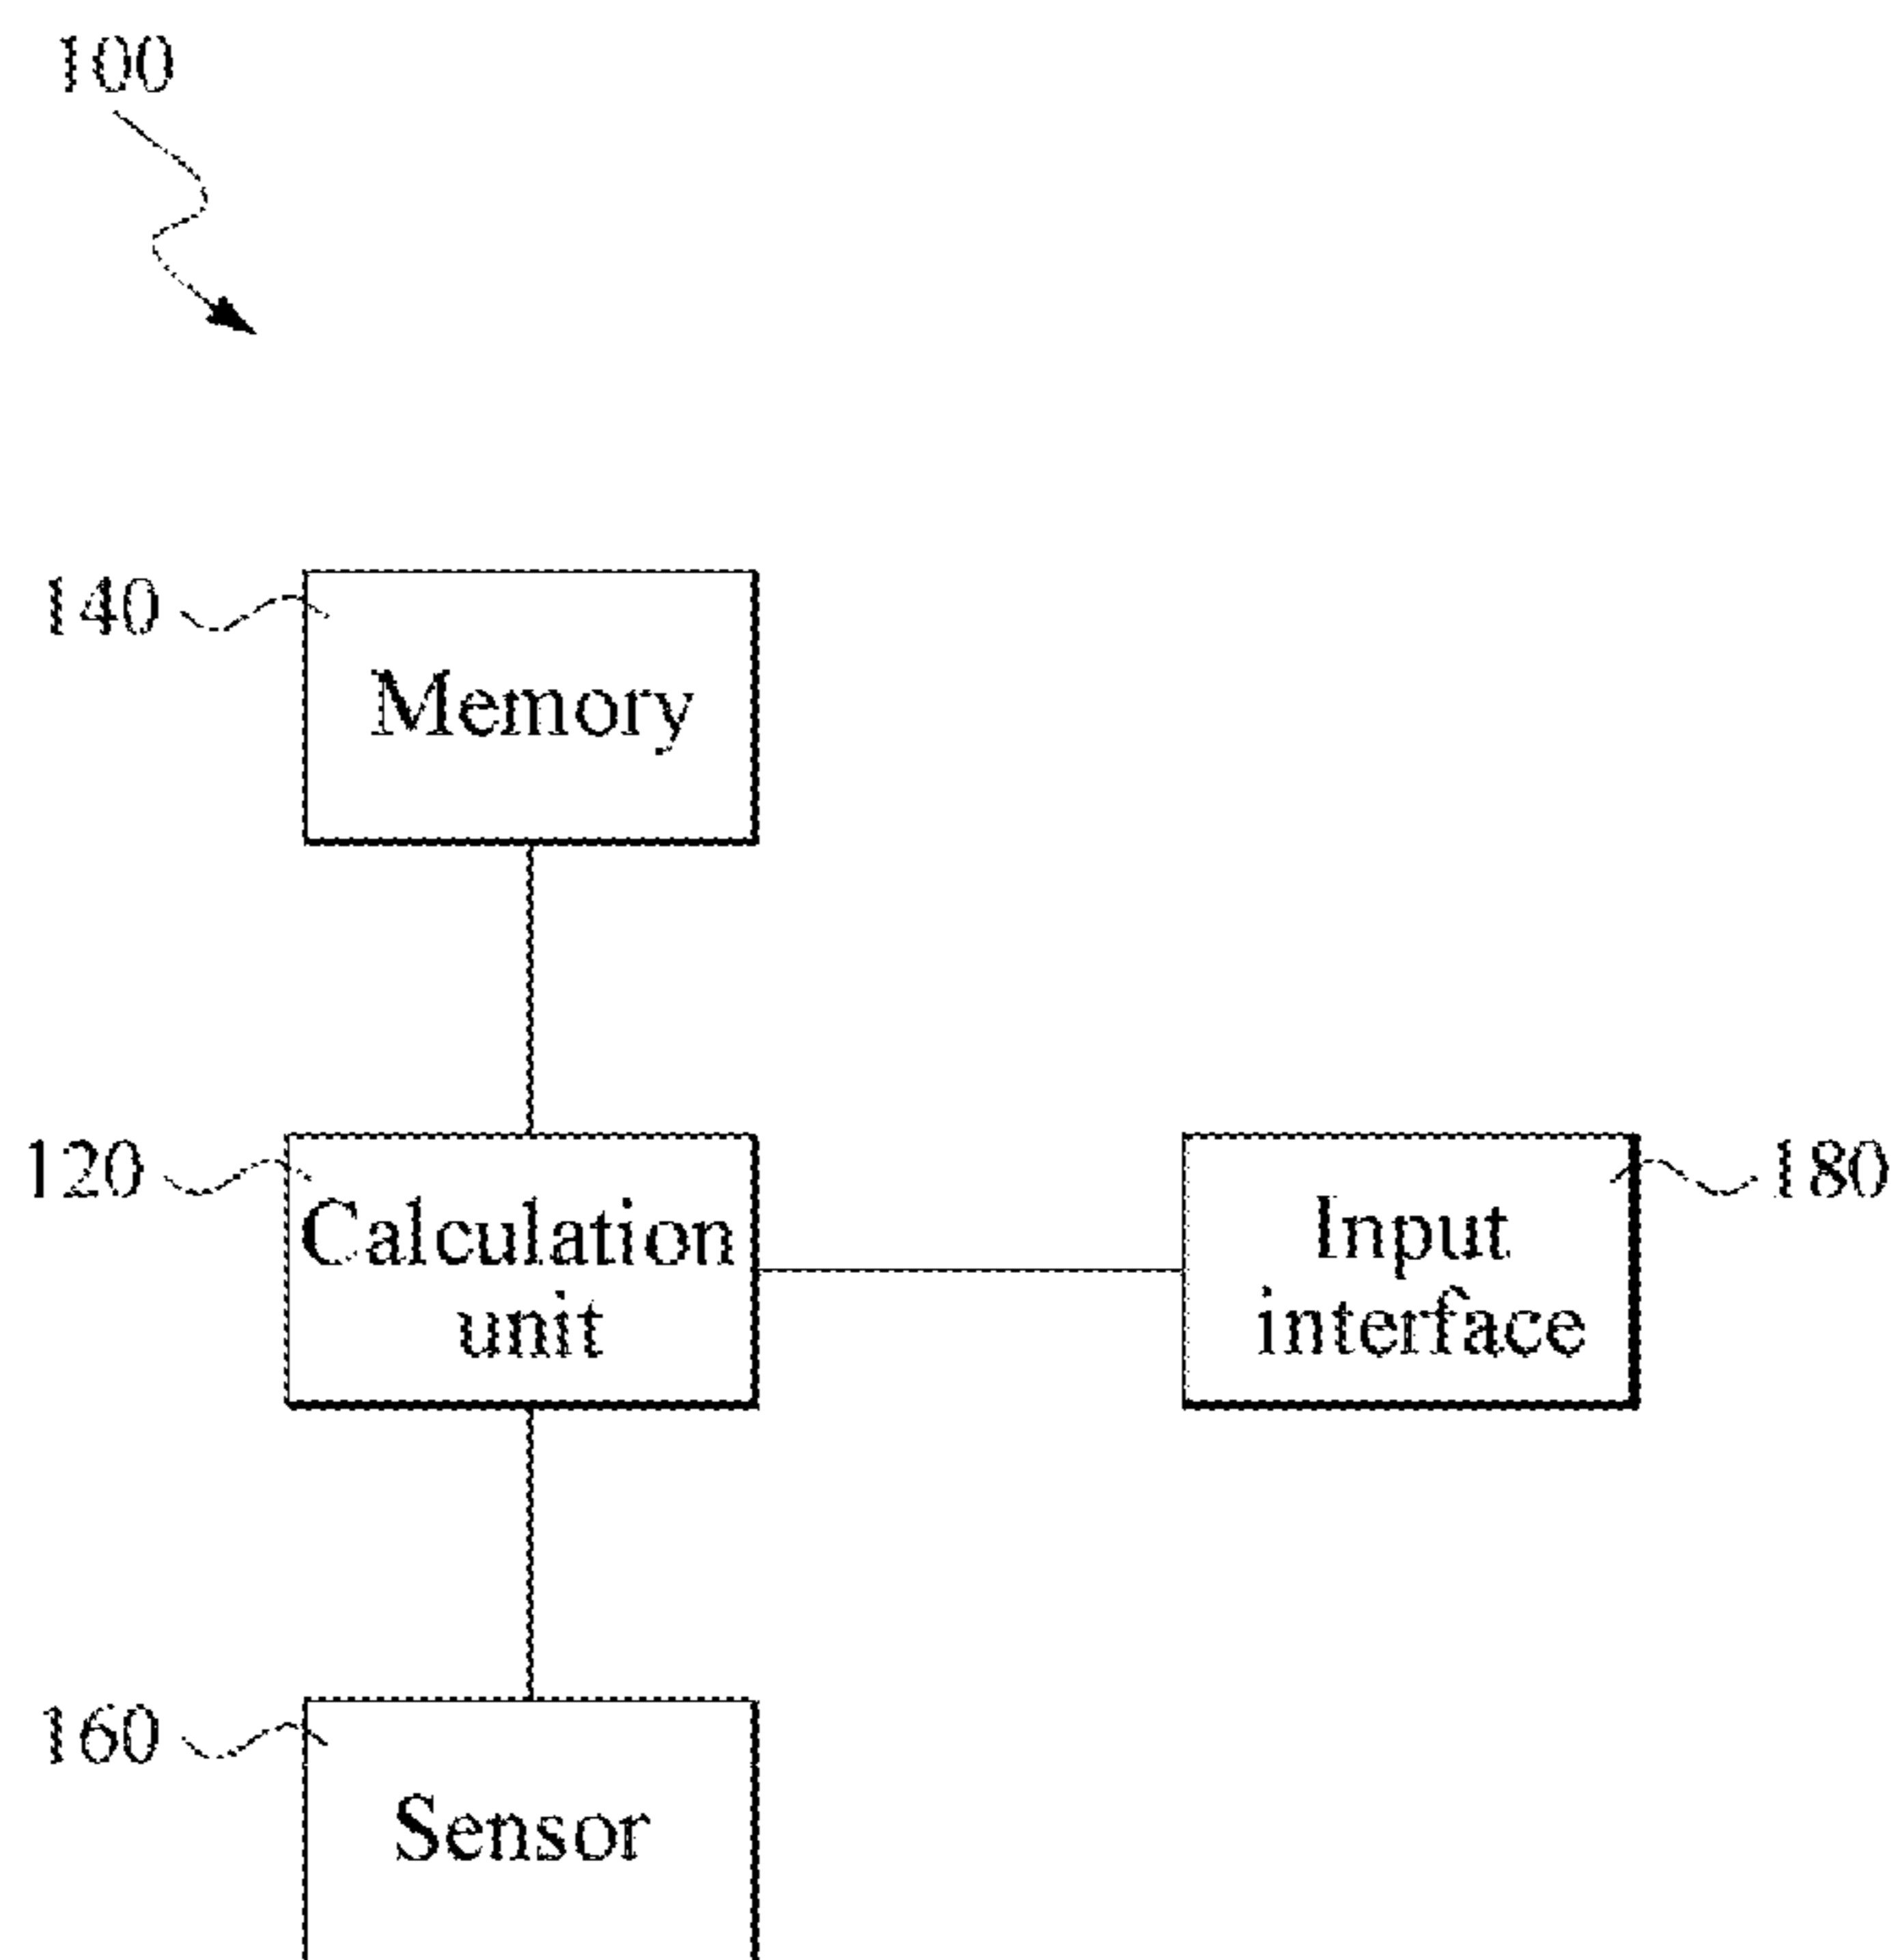 100
140
Memory
120
Calculation
unit
Input
interface
180
160
Sensor